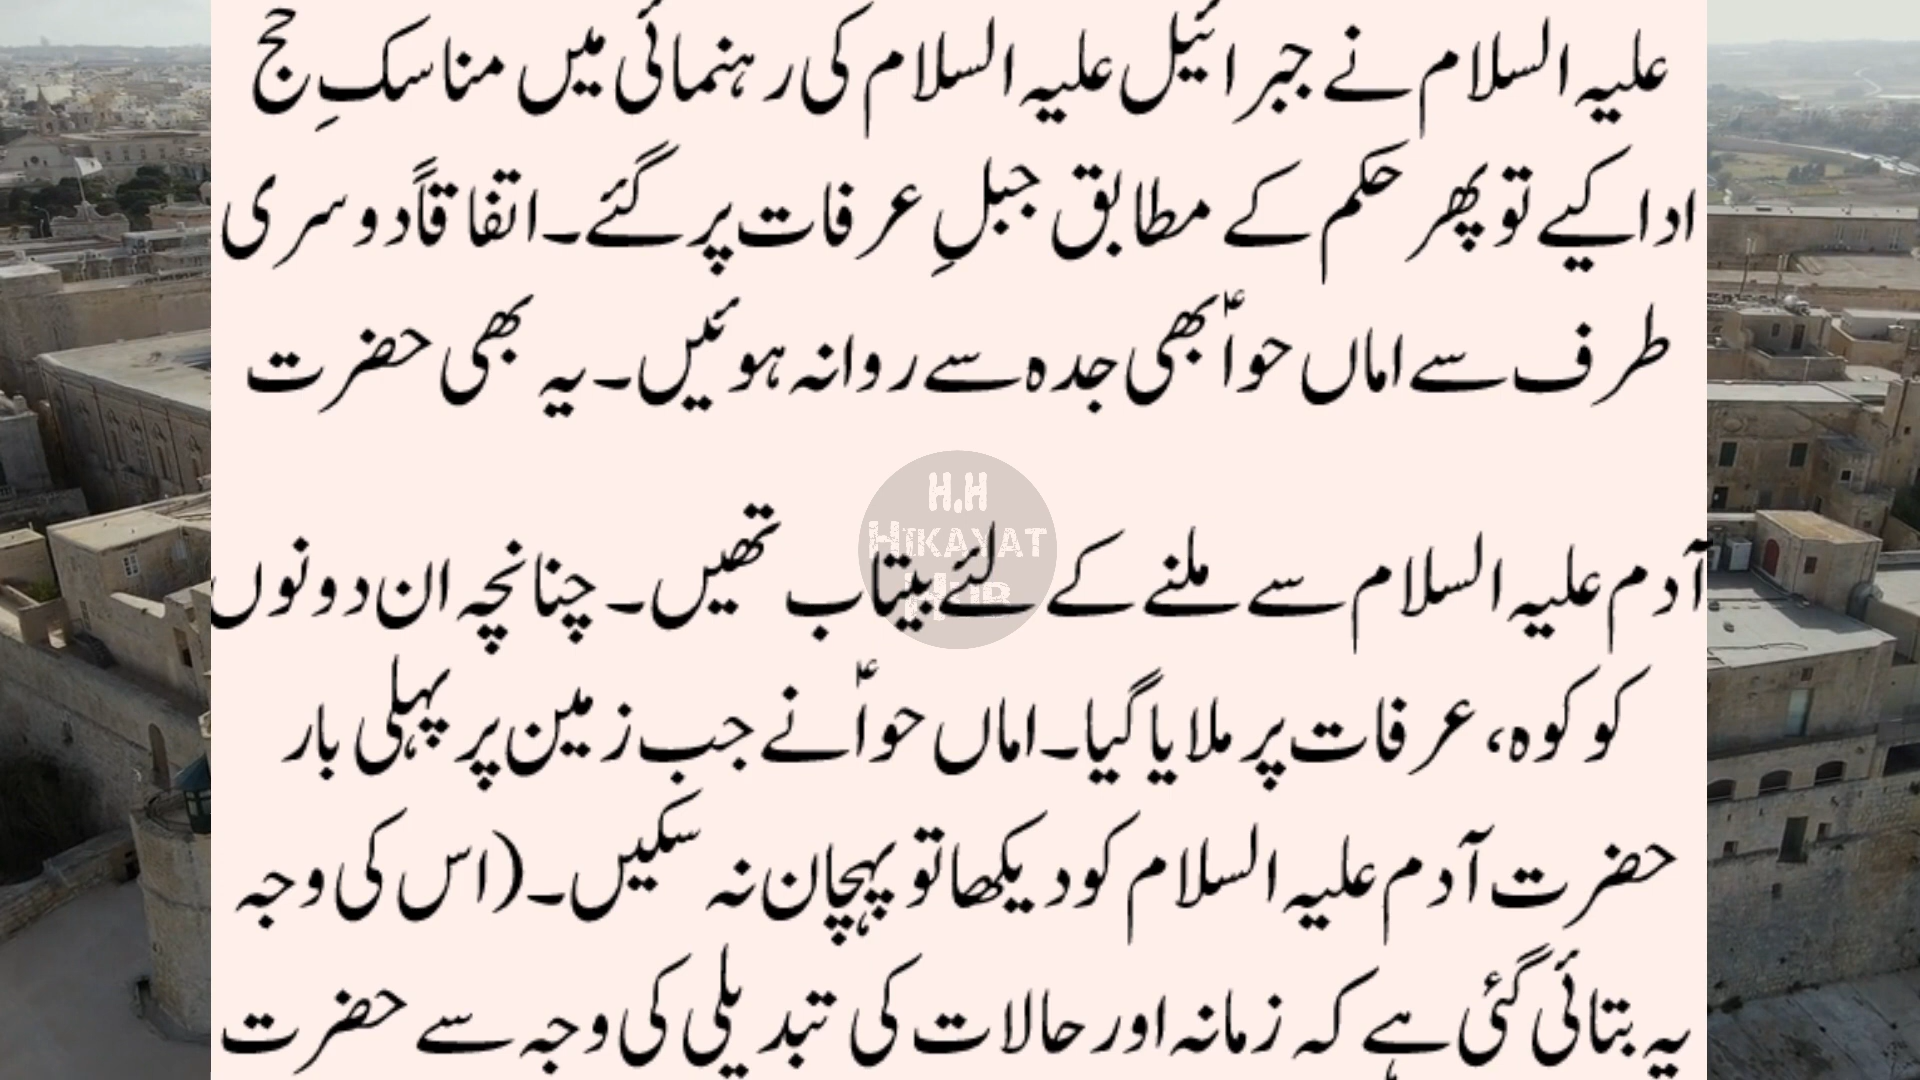 علیہ السلام نے جبرائیل علیہ السلام کی رہنمائی میں مناسکِ حج
ادا کیے تو پھر حکم کے مطابق جبلِ عرفات پر گئے۔ اتفاقاً دوسری
طرف سے اماں حواؑ بھی جدہ سے روانہ ہوئیں۔ یہ بھی حضرت
H.H
HIKAYAT
HUB
آدم علیہ السلام سے ملنے کے لئے بیتاب تھیں۔ چنانچہ ان دونوں
کو کوہ، عرفات پر ملایا گیا۔ اماں حواؑ نے جب زمین پر پہلی بار
حضرت آدم علیہ السلام کو دیکھا تو پہچان نہ سکیں۔ (اس کی وجہ
یہ بتائی گئی ہے کہ زمانہ اور حالات کی تبدیلی کی وجہ سے حضرت